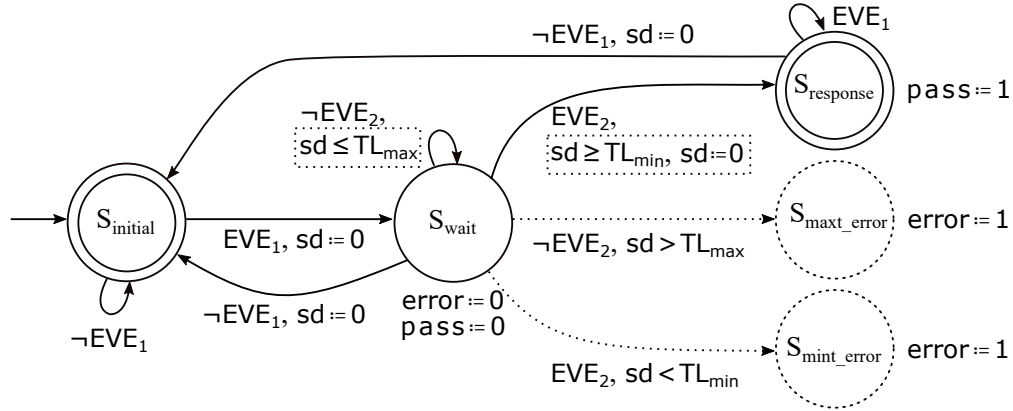 EVE₁
¬EVE₁, sd := 0
S_response
pass := 1
¬EVE₂,
sd ≤ TL_max
EVE₂,
sd ≥ TL_min, sd := 0
S_initial
S_wait
S_maxt_error
error := 1
EVE₁, sd := 0
¬EVE₂, sd > TL_max
¬EVE₁, sd := 0
error := 0
pass := 0
¬EVE₁
S_mint_error
error := 1
EVE₂, sd < TL_min